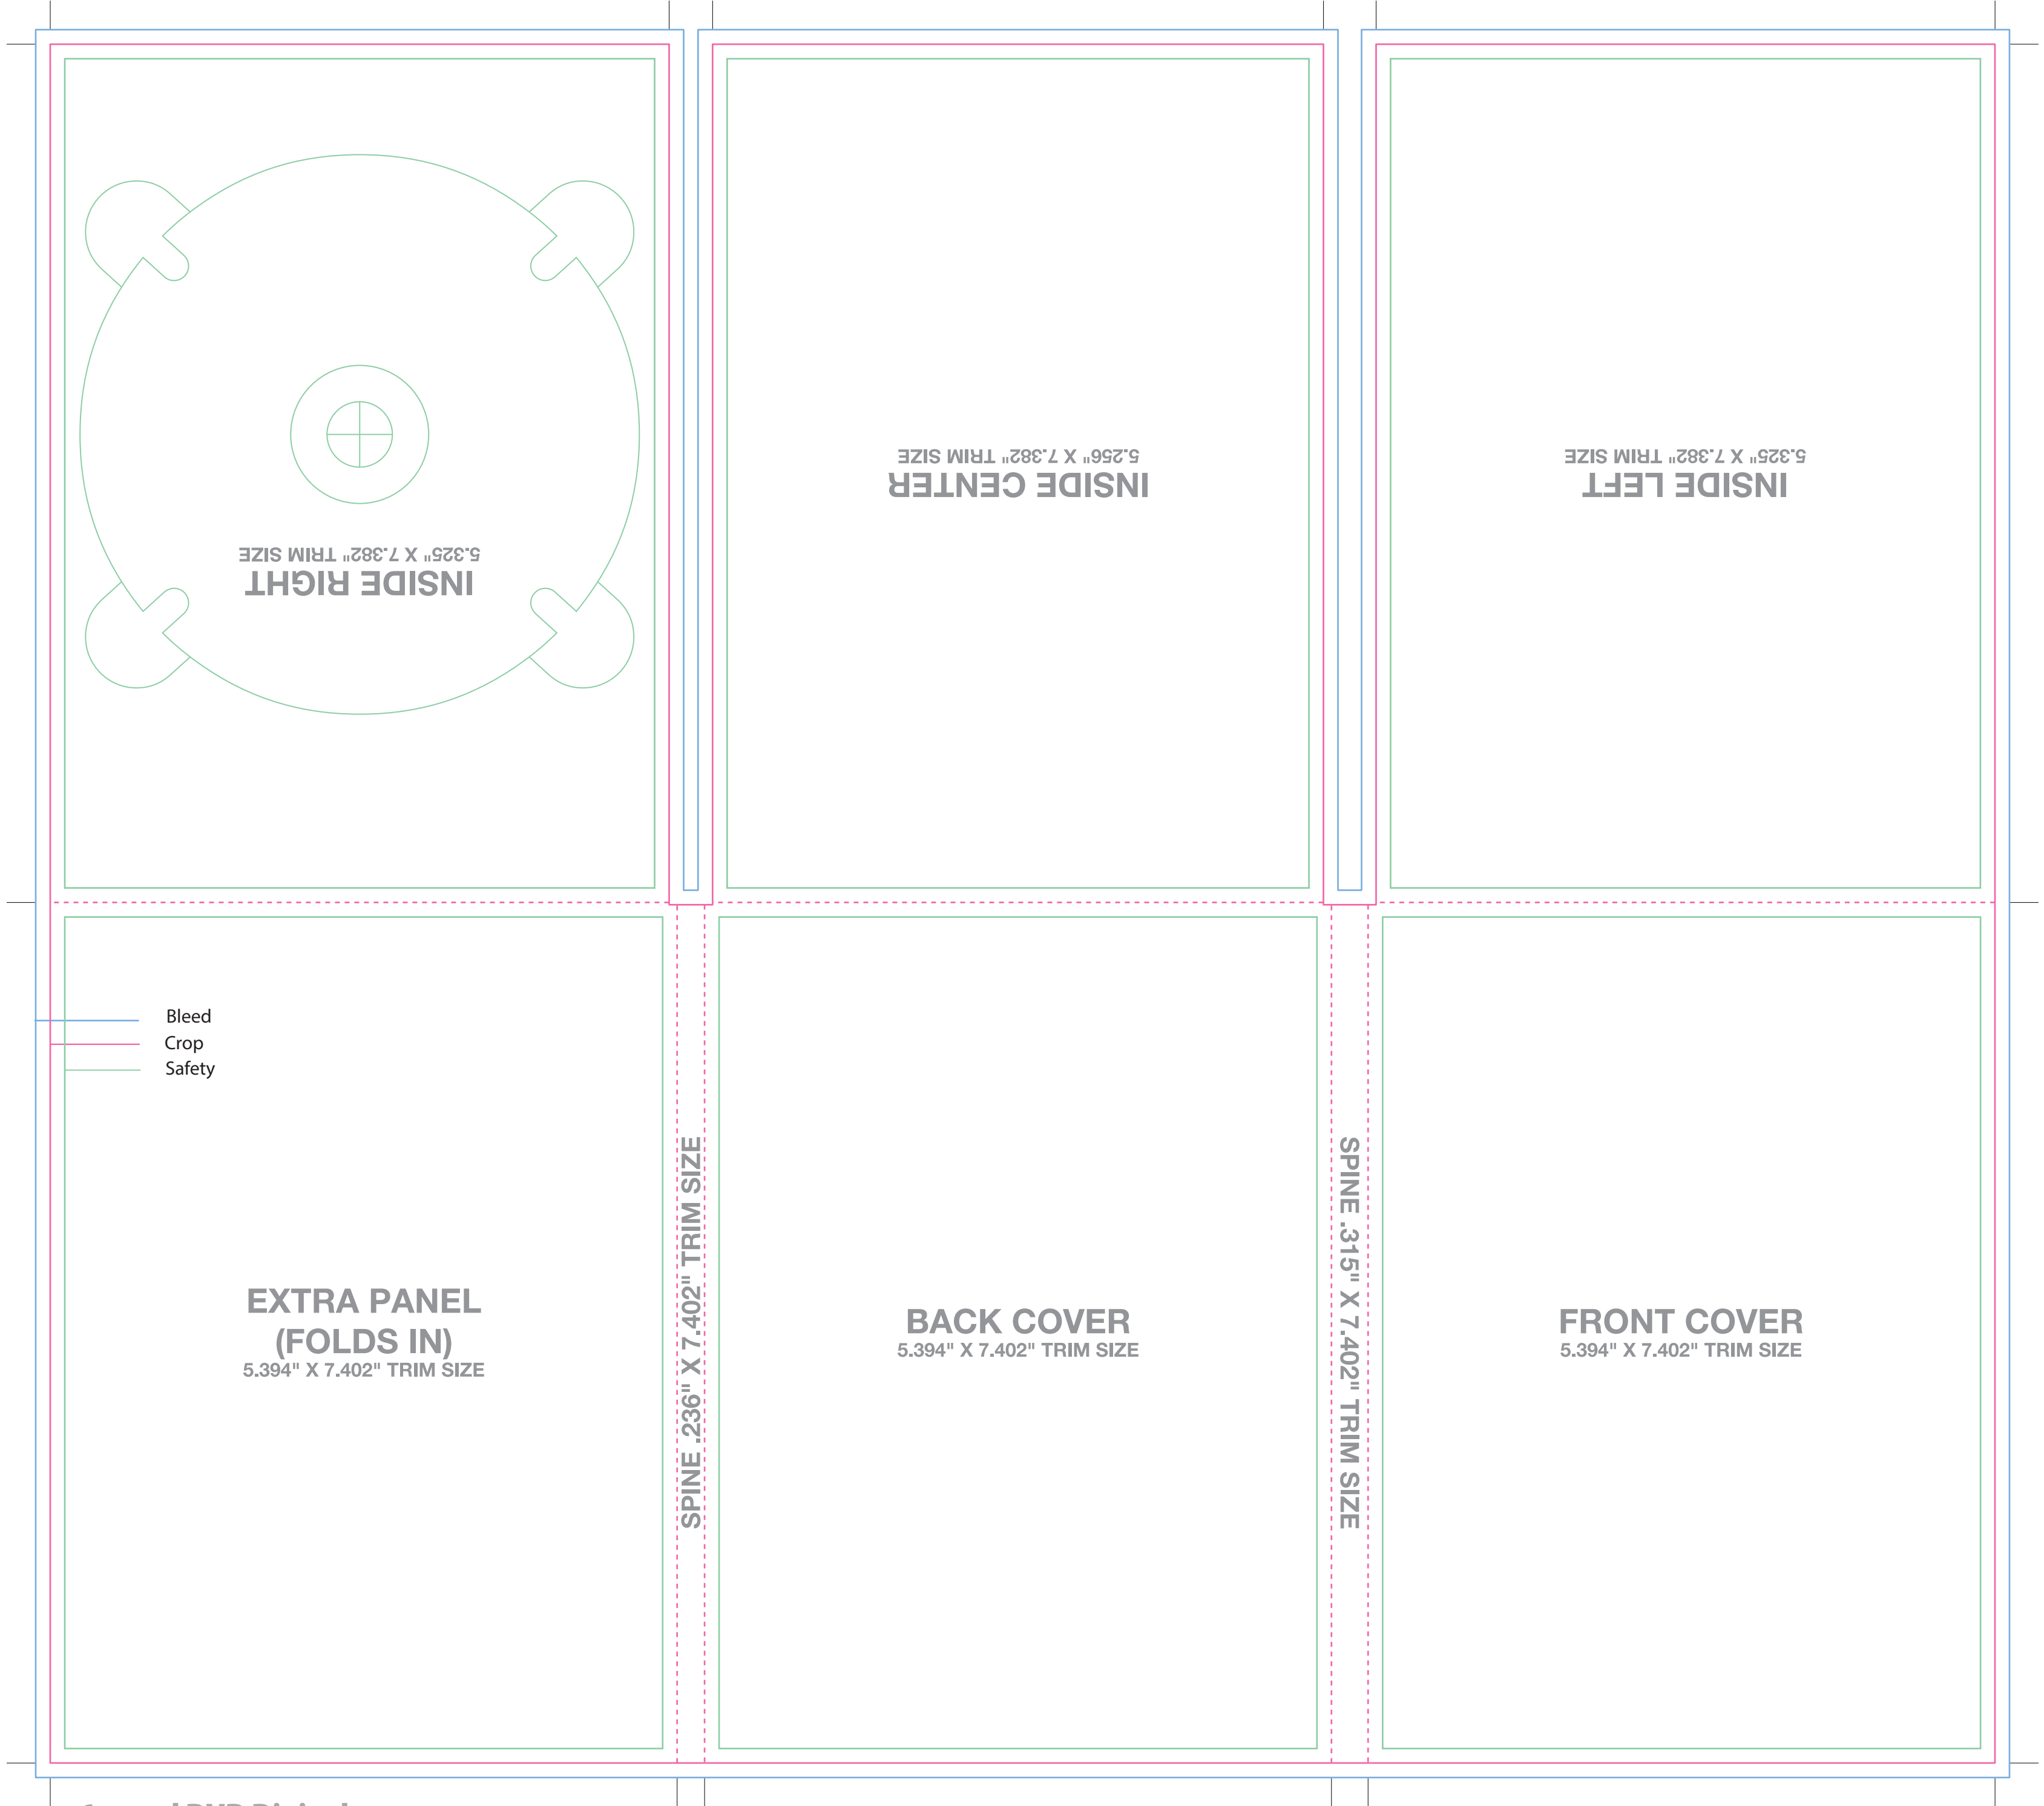 5.256" X 7.382" TRIM SIZE
INSIDE CENTER
5.325" X 7.382" TRIM SIZE
INSIDE LEFT
5.325" X 7.382" TRIM SIZE
INSIDE RIGHT
Bleed
Crop
Safety
EXTRA PANEL
(FOLDS IN)
5.394" X 7.402" TRIM SIZE
SPINE .236" X 7.402" TRIM SIZE
BACK COVER
5.394" X 7.402" TRIM SIZE
SPINE .315" X 7.402" TRIM SIZE
FRONT COVER
5.394" X 7.402" TRIM SIZE